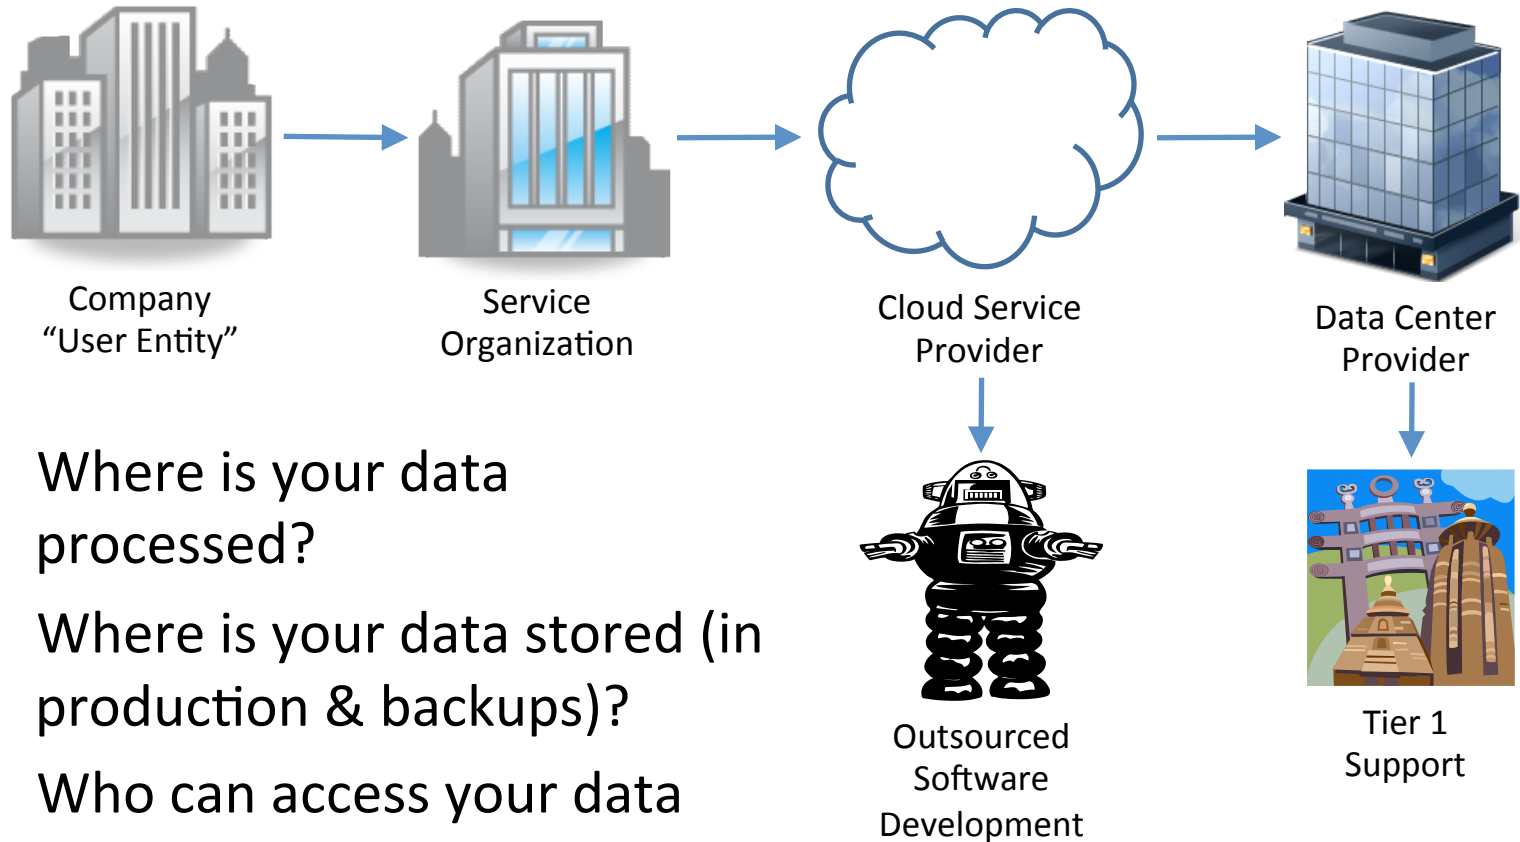 Company
“User Entity”
Service
Organization
Cloud Service
Provider
Data Center
Provider
Where is your data
processed?
Where is your data stored (in
production & backups)?
Who can access your data
Outsourced
Software
Development
Tier 1
Support